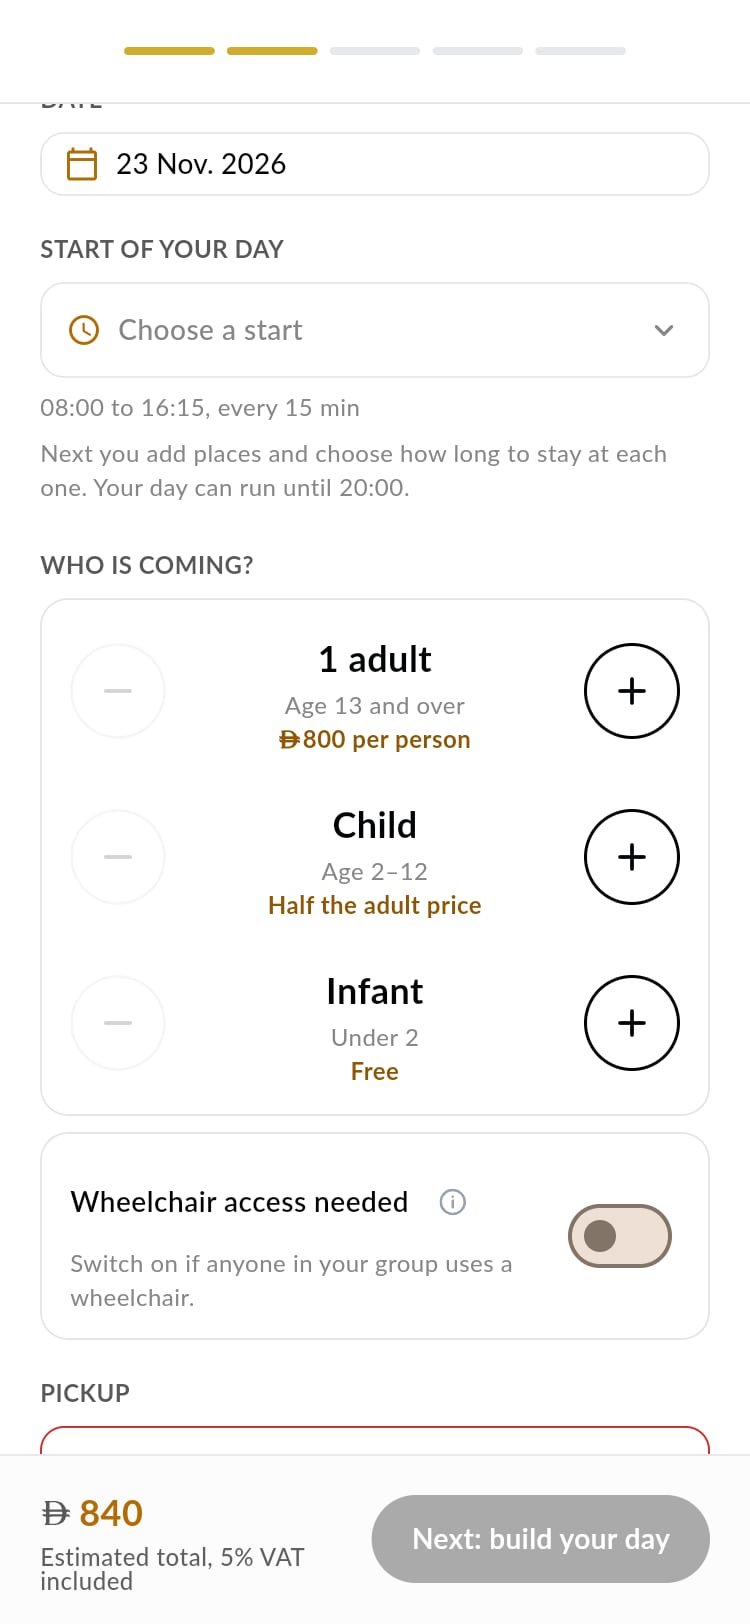 DATE
23 Nov. 2026
START OF YOUR DAY
Choose a start
08:00 to 16:15, every 15 min
Next you add places and choose how long to stay at each
one. Your day can run until 20:00.
WHO IS COMING?
1 adult
Age 13 and over
800 per person
Child
Age 2–12
Half the adult price
Infant
Under 2
Free
Wheelchair access needed
Switch on if anyone in your group uses a
wheelchair.
PICKUP
840
Estimated total, 5% VAT
included
Next: build your day